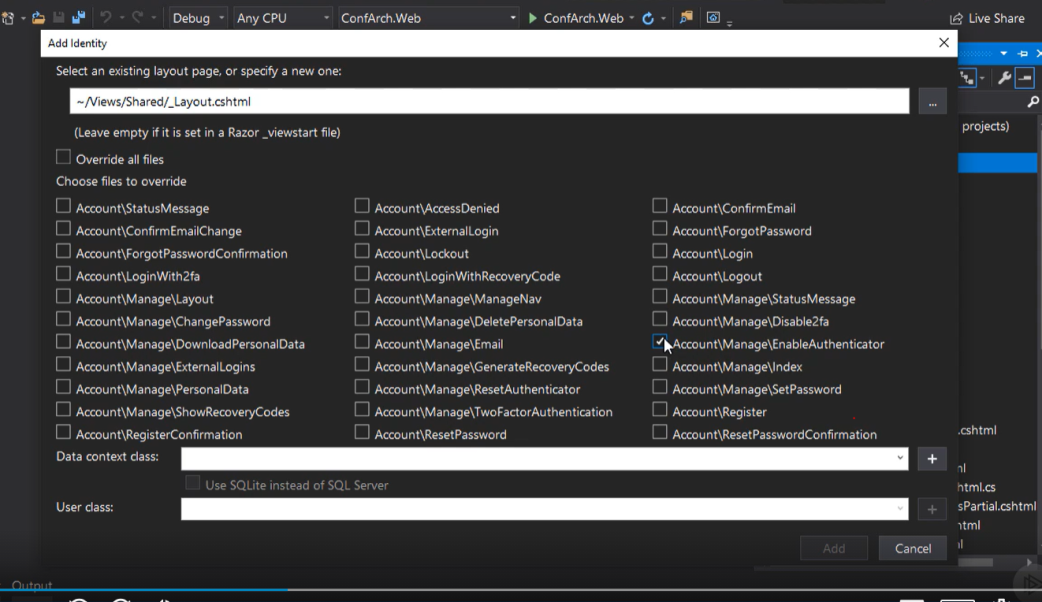 Debug
Any CPU
ConfArch.Web
ConfArch.Web
Live Share
Add Identity
Select an existing layout page, or specify a new one:
~/Views/Shared/_Layout.cshtml
...
(Leave empty if it is set in a Razor _viewstart file)
projects)
Override all files
Choose files to override
Account\StatusMessage Account\AccessDenied Account\ConfirmEmail
Account\ConfirmEmailChange Account\ExternalLogin Account\ForgotPassword
Account\ForgotPasswordConfirmation Account\Lockout Account\Login
Account\LoginWith2fa Account\LoginWithRecoveryCode Account\Logout
Account\Manage\Layout Account\Manage\ManageNav Account\Manage\StatusMessage
Account\Manage\ChangePassword Account\Manage\DeletePersonalData Account\Manage\Disable2fa
Account\Manage\DownloadPersonalData Account\Manage\Email Account\Manage\EnableAuthenticator
Account\Manage\ExternalLogins Account\Manage\GenerateRecoveryCodes Account\Manage\Index
Account\Manage\PersonalData Account\Manage\ResetAuthenticator Account\Manage\SetPassword
Account\Manage\ShowRecoveryCodes Account\Manage\TwoFactorAuthentication Account\Register
Account\RegisterConfirmation Account\ResetPassword Account\ResetPasswordConfirmation
.cshtml
Data context class:
Use SQLite instead of SQL Server
html.cs
User class:
sPartial.cshtml
Add
Cancel
Output